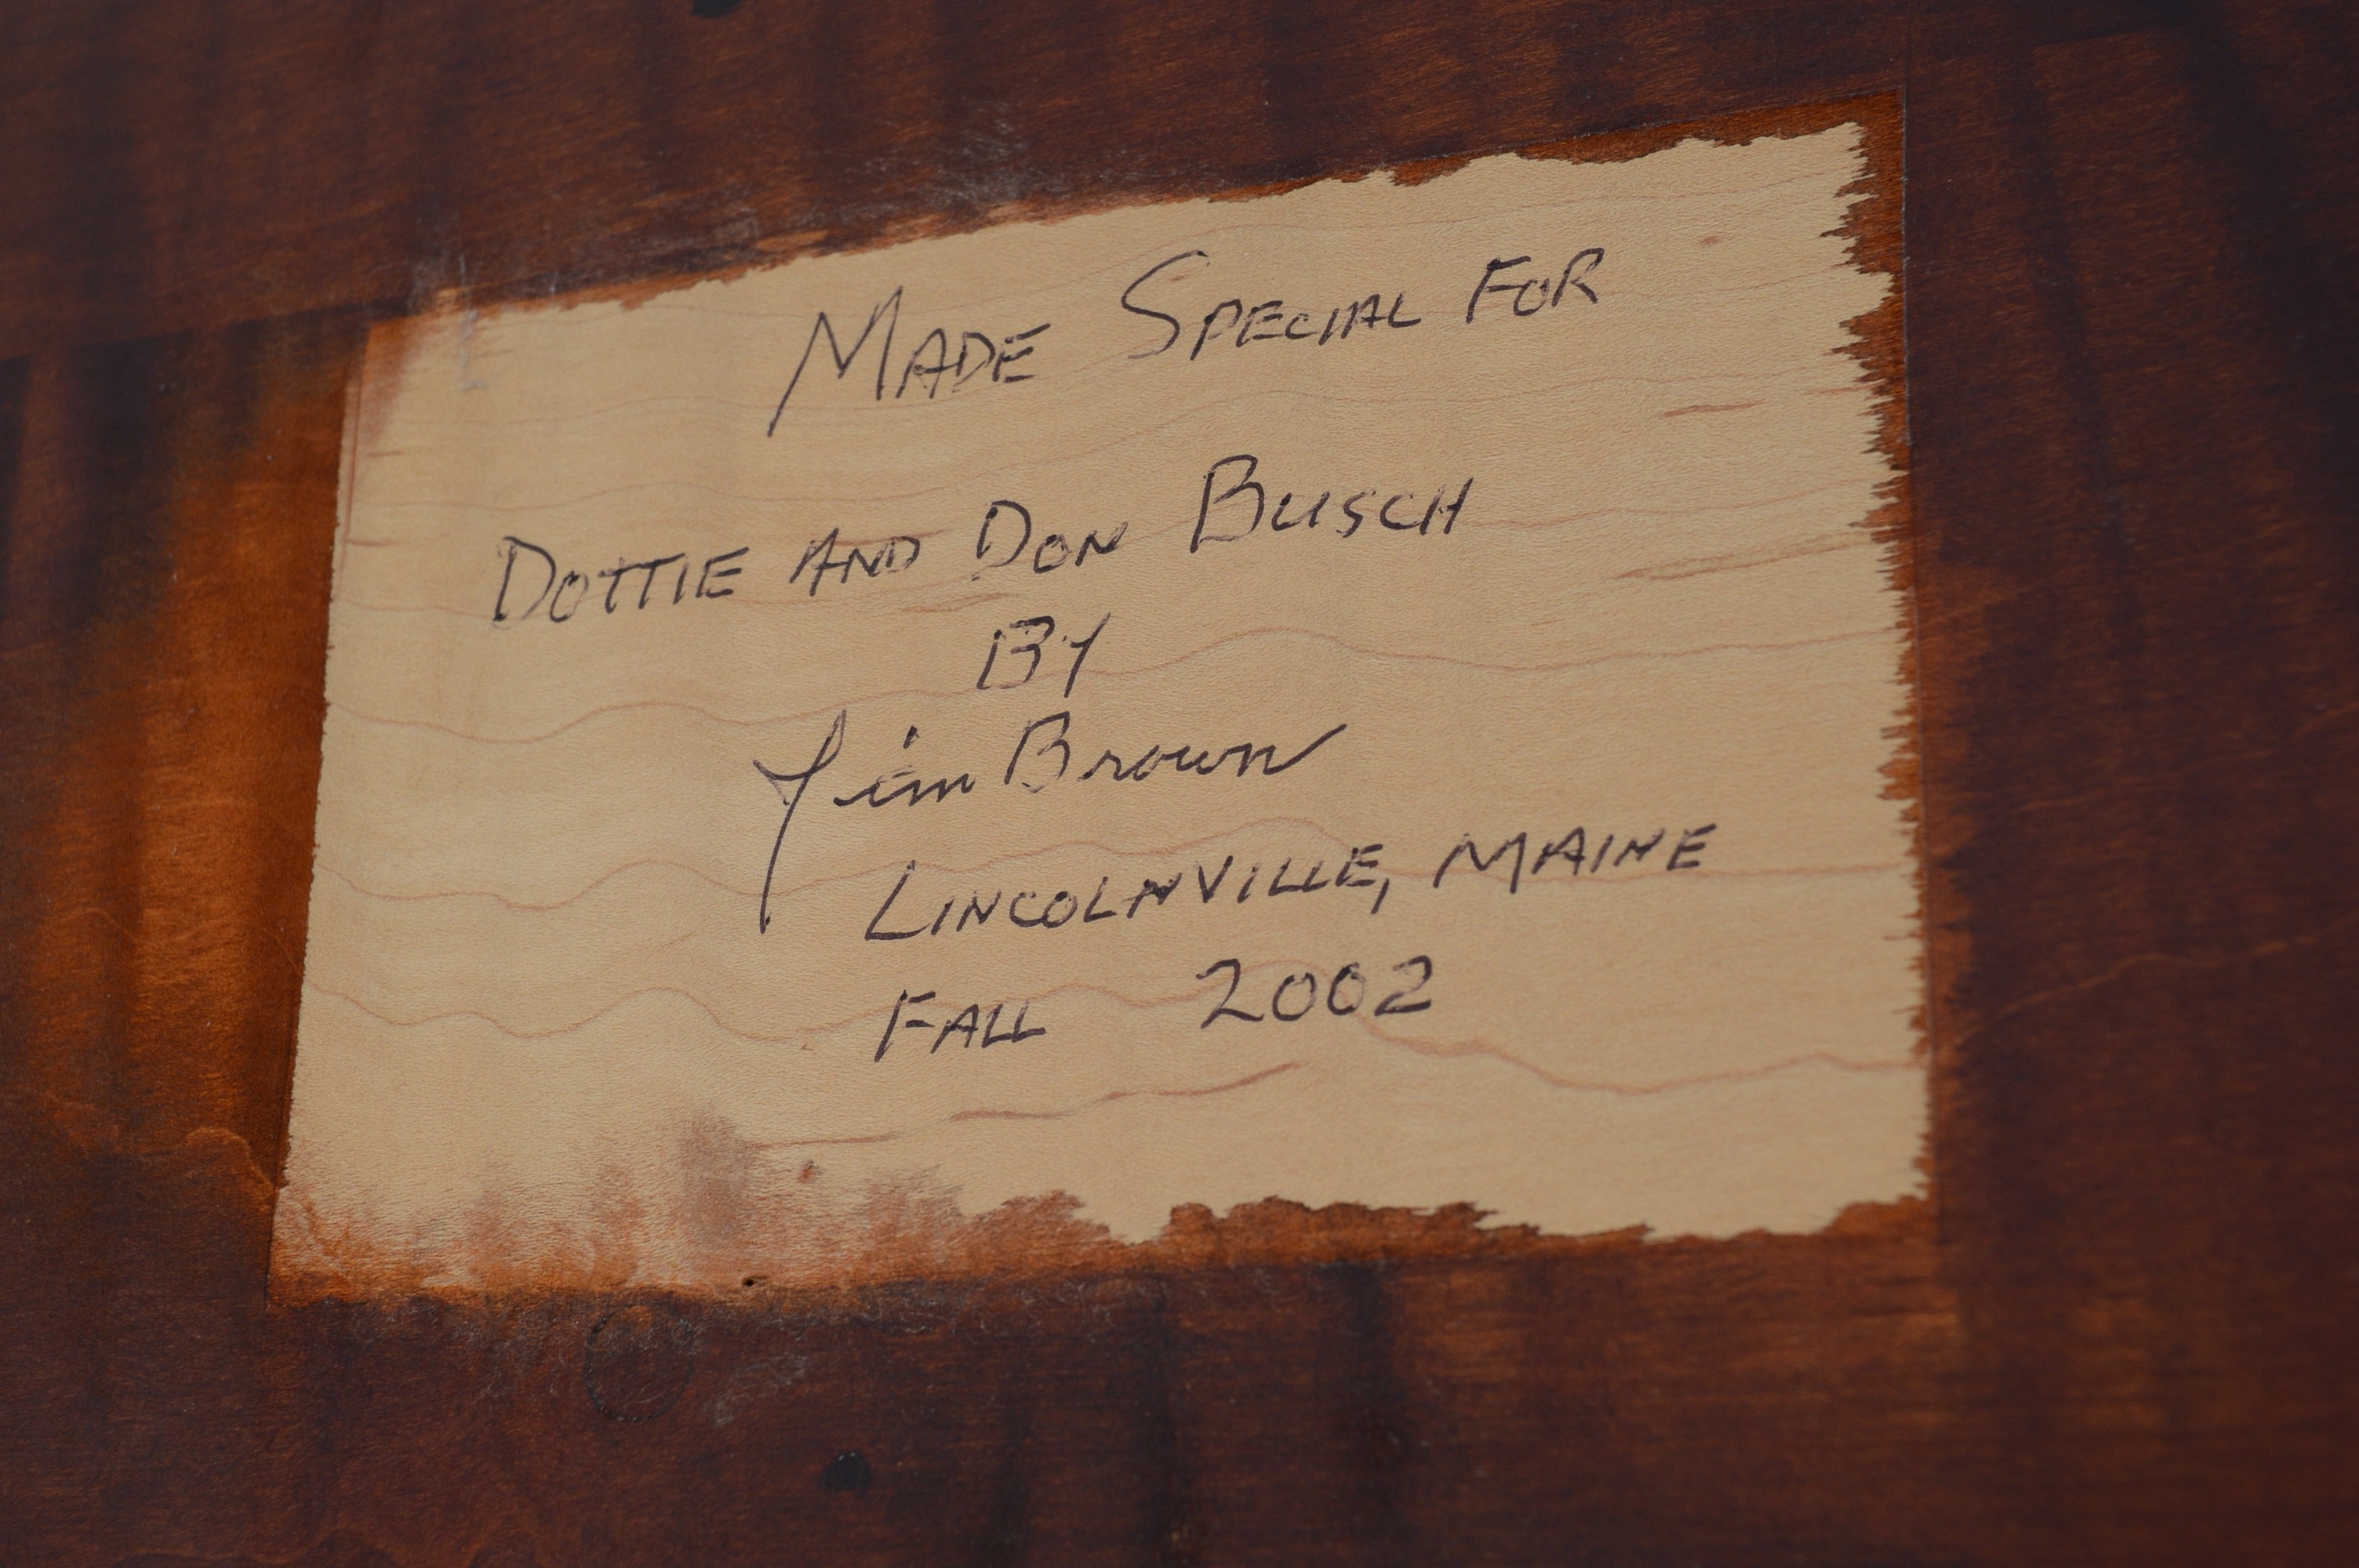 MADE SPECIAL FOR
DOTTIE AND DON BUSCH
BY
Jim Brown
LINCOLNVILLE, MAINE
FALL 2002